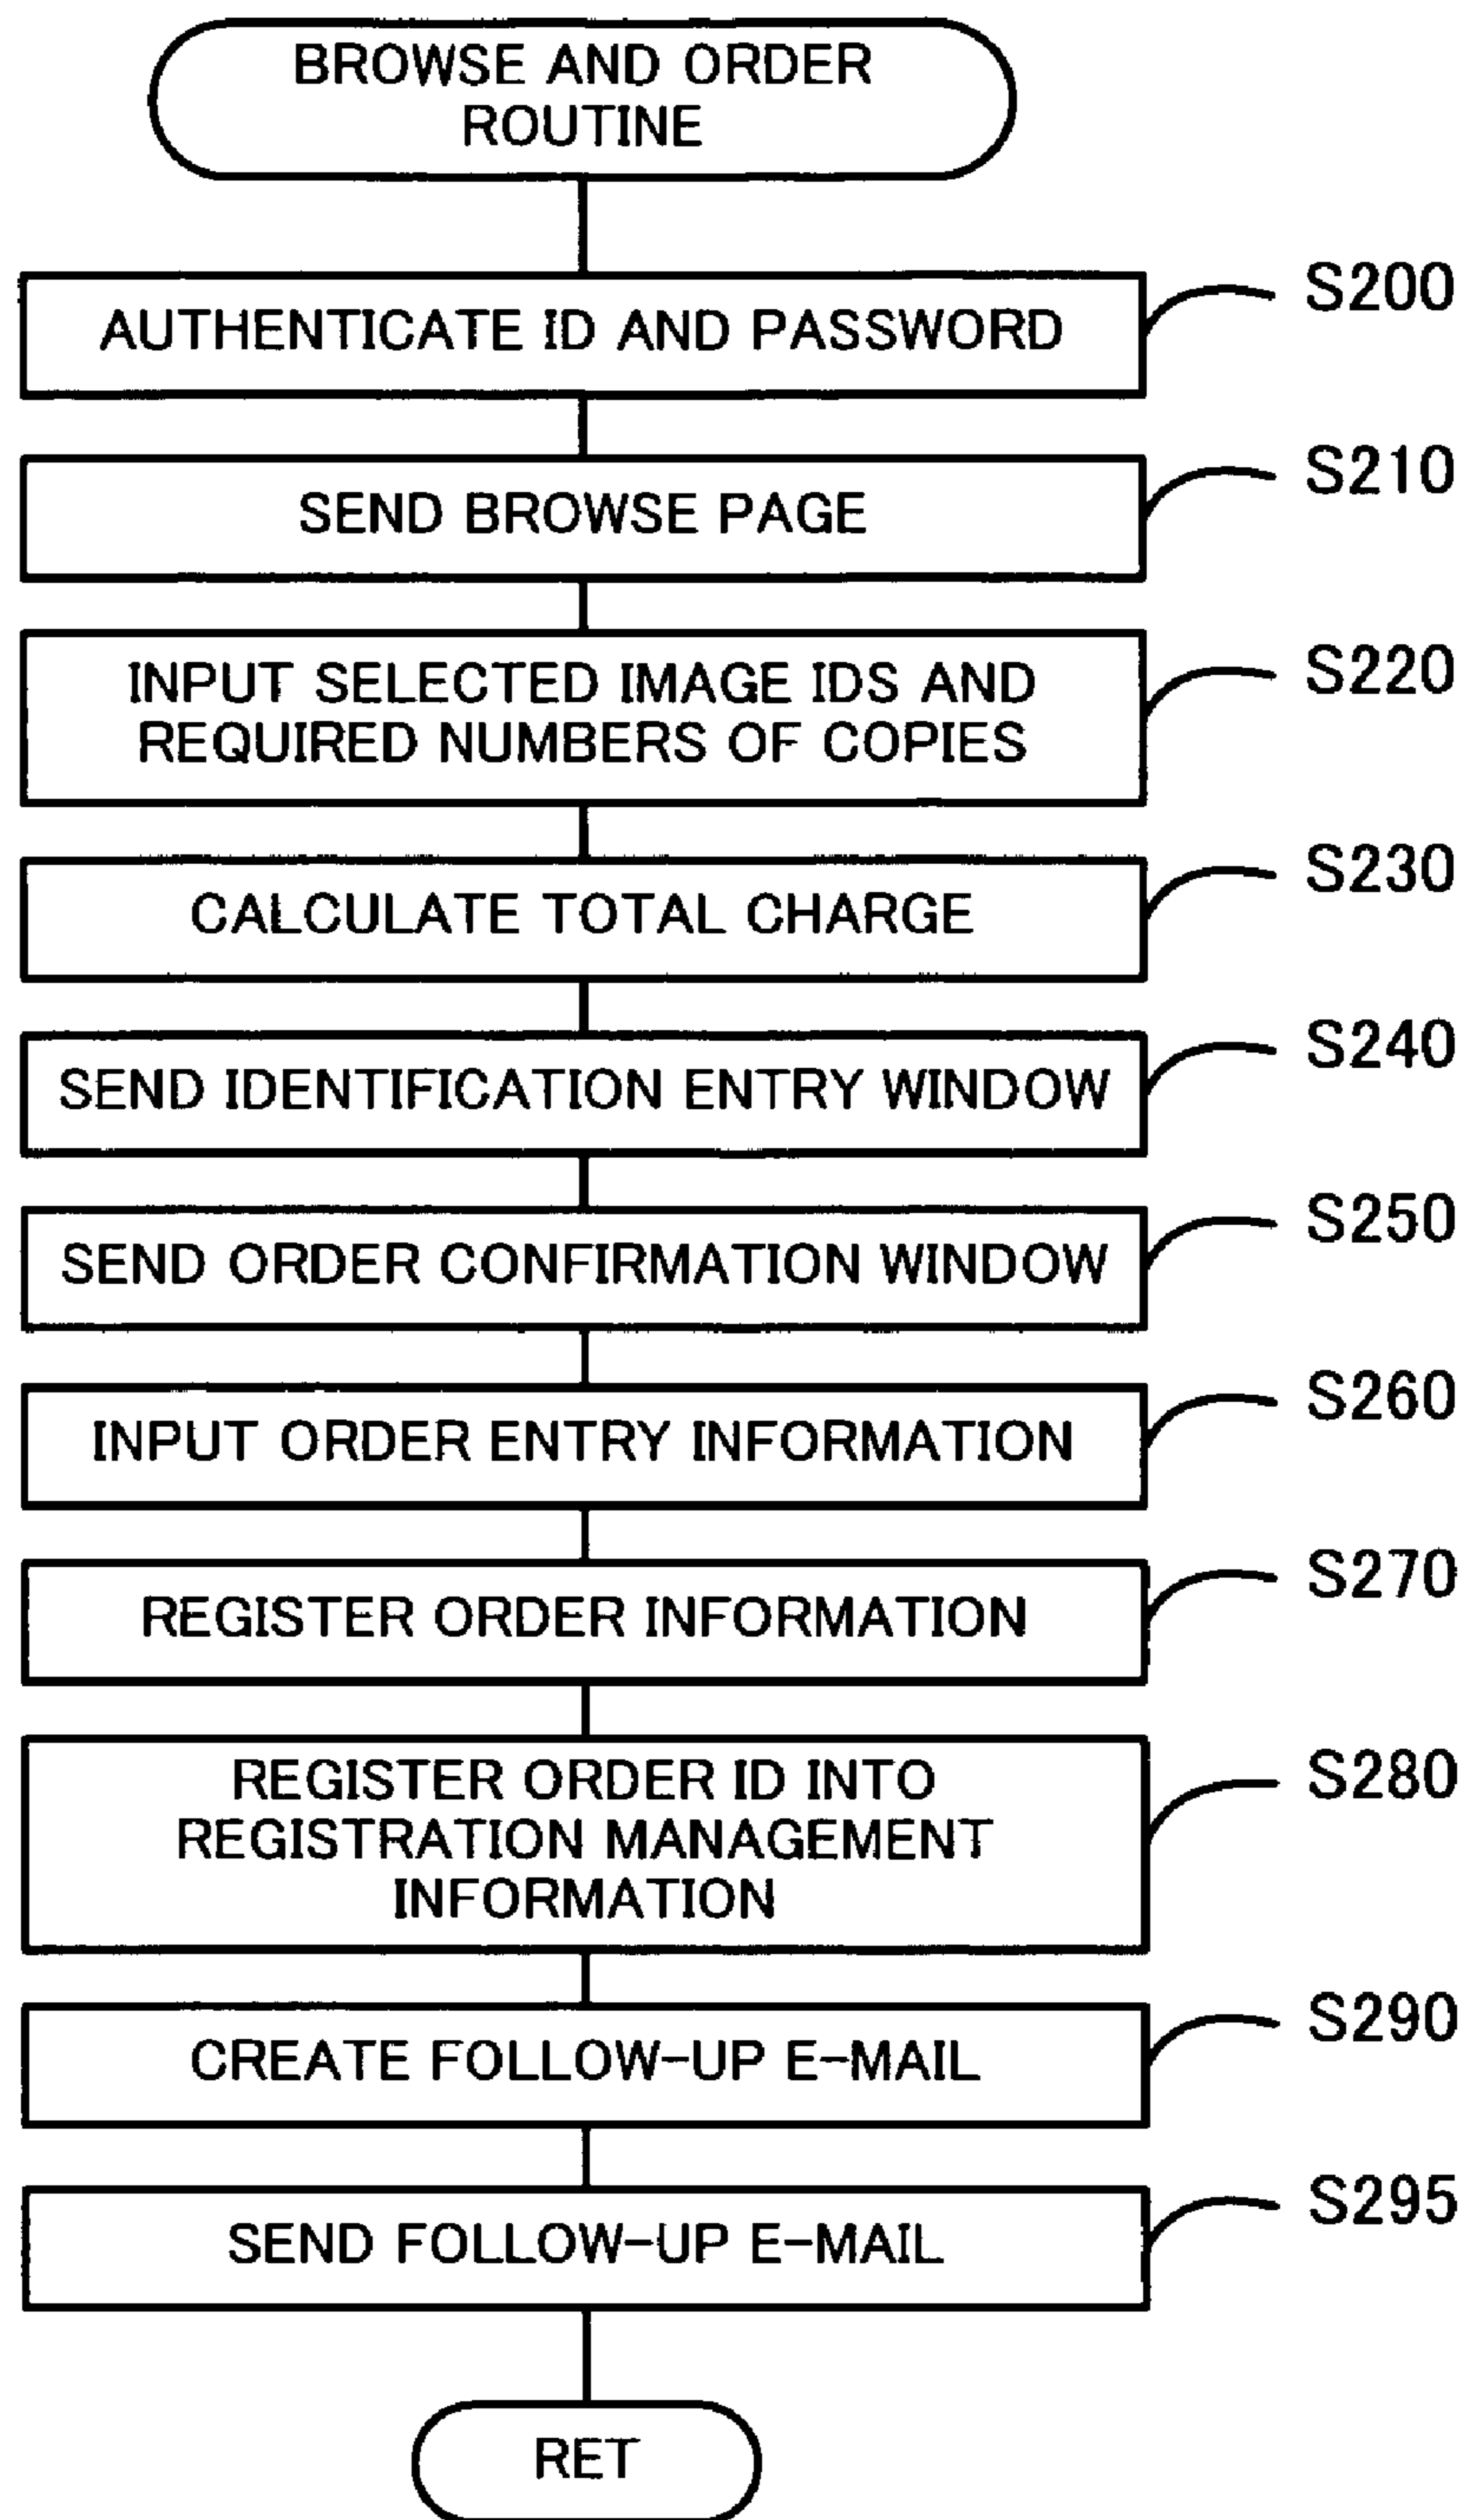 BROWSE AND ORDER
ROUTINE
AUTHENTICATE ID AND PASSWORD
S200
SEND BROWSE PAGE
S210
INPUT SELECTED IMAGE IDS AND
REQUIRED NUMBERS OF COPIES
S220
CALCULATE TOTAL CHARGE
S230
SEND IDENTIFICATION ENTRY WINDOW
S240
SEND ORDER CONFIRMATION WINDOW
S250
INPUT ORDER ENTRY INFORMATION
S260
REGISTER ORDER INFORMATION
S270
REGISTER ORDER ID INTO
REGISTRATION MANAGEMENT
INFORMATION
S280
CREATE FOLLOW-UP E-MAIL
S290
SEND FOLLOW-UP E-MAIL
S295
RET